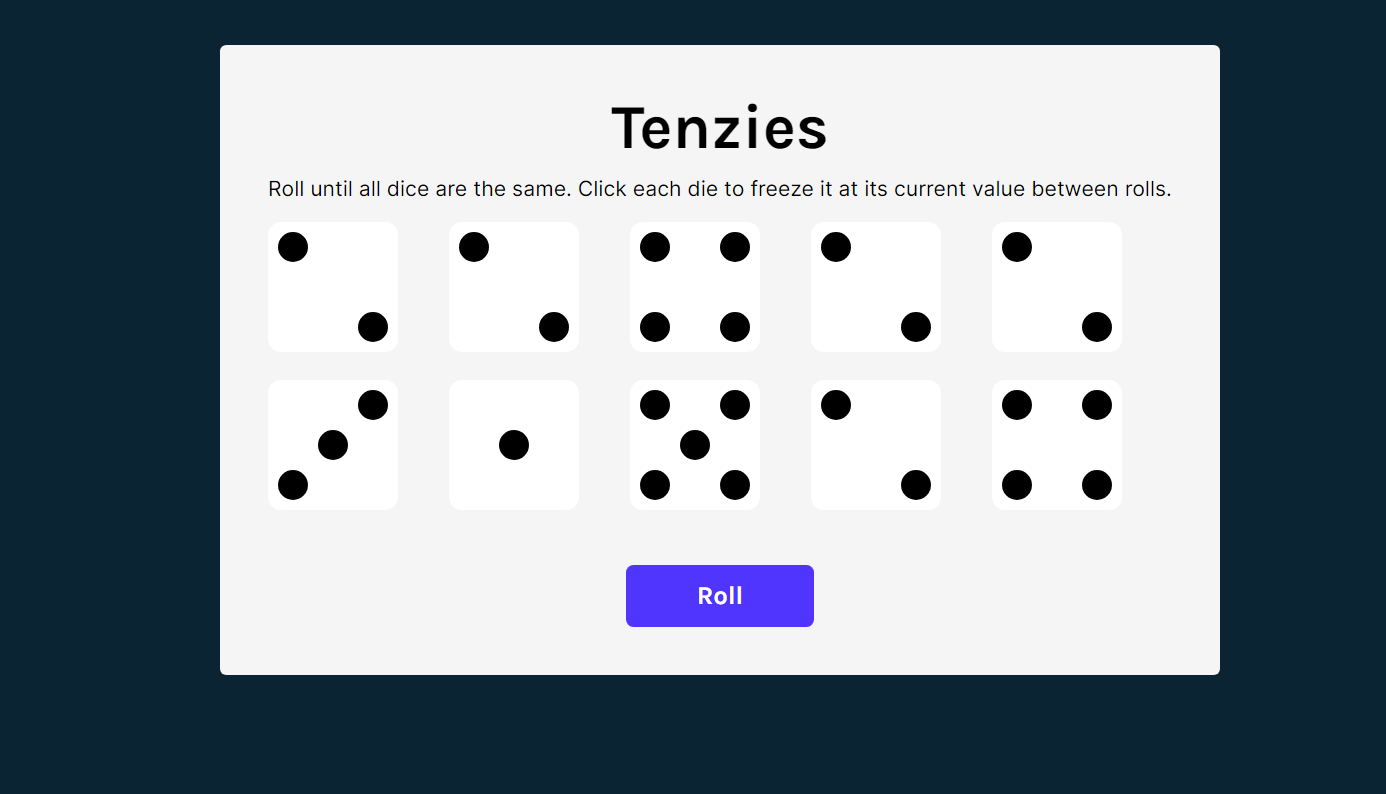 Tenzies
Roll until all dice are the same. Click each die to freeze it at its current value between rolls.
Roll